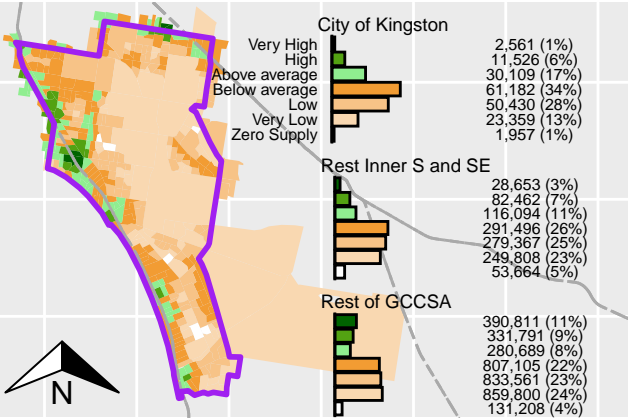 City of Kingston
Very High 2,561 (1%)
High 11,526 (6%)
Above average 30,109 (17%)
Below average 61,182 (34%)
Low 50,430 (28%)
Very Low 23,359 (13%)
Zero Supply 1,957 (1%)
Rest Inner S and SE
28,653 (3%)
82,462 (7%)
116,094 (11%)
291,496 (26%)
279,367 (25%)
249,808 (23%)
53,664 (5%)
Rest of GCCSA
390,811 (11%)
331,791 (9%)
280,689 (8%)
807,105 (22%)
833,561 (23%)
859,800 (24%)
131,208 (4%)
N